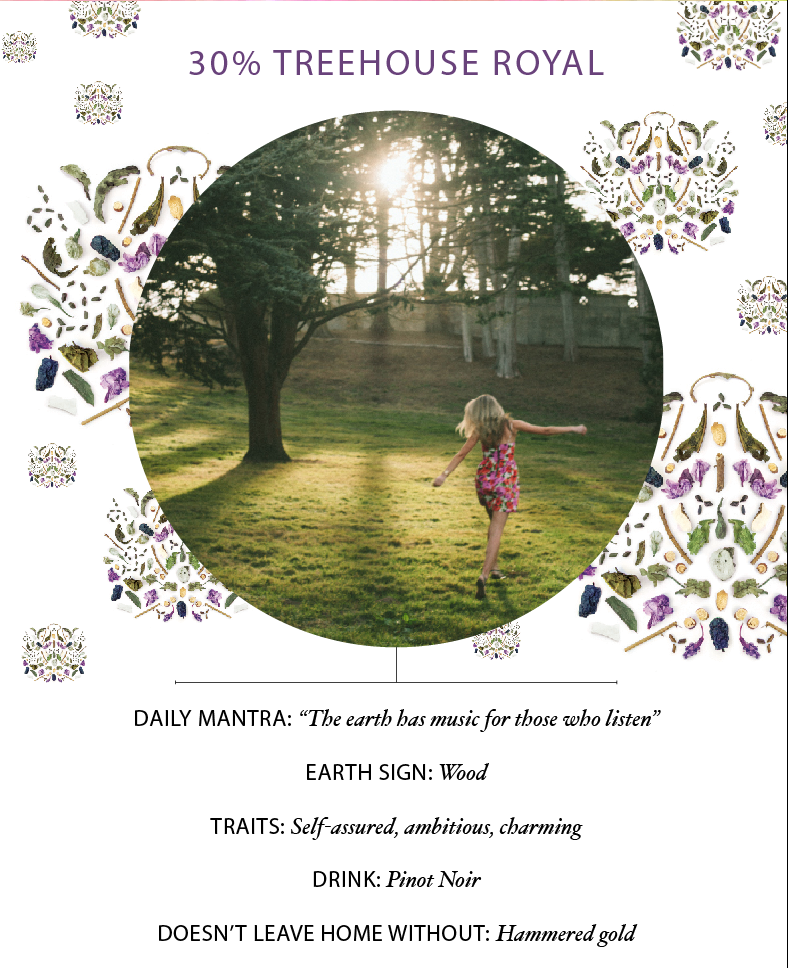 30% TREEHOUSE ROYAL
DAILY MANTRA: “The earth has music for those who listen”
EARTH SIGN: Wood
TRAITS: Self-assured, ambitious, charming
DRINK: Pinot Noir
DOESN’T LEAVE HOME WITHOUT: Hammered gold